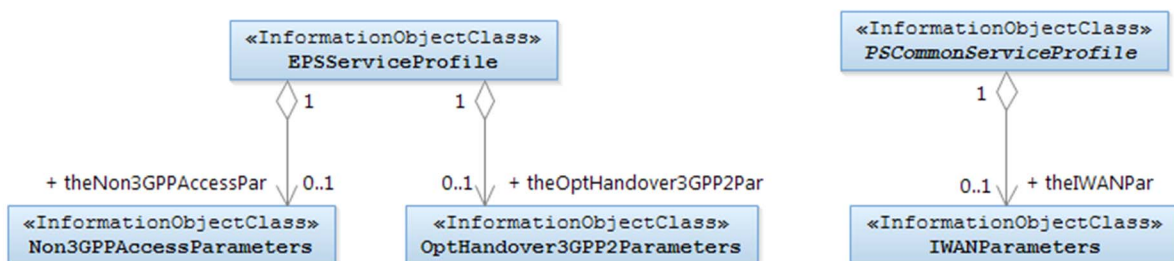 «InformationObjectClass»
EPSServiceProfile
1
1
+ theNon3GPPAccessPar
0..1
0..1
+ theOptHandover3GPP2Par
«InformationObjectClass»
Non3GPPAccessParameters
«InformationObjectClass»
OptHandover3GPP2Parameters
«InformationObjectClass»
PSCommonServiceProfile
1
0..1
+ theIWANPar
«InformationObjectClass»
IWANParameters